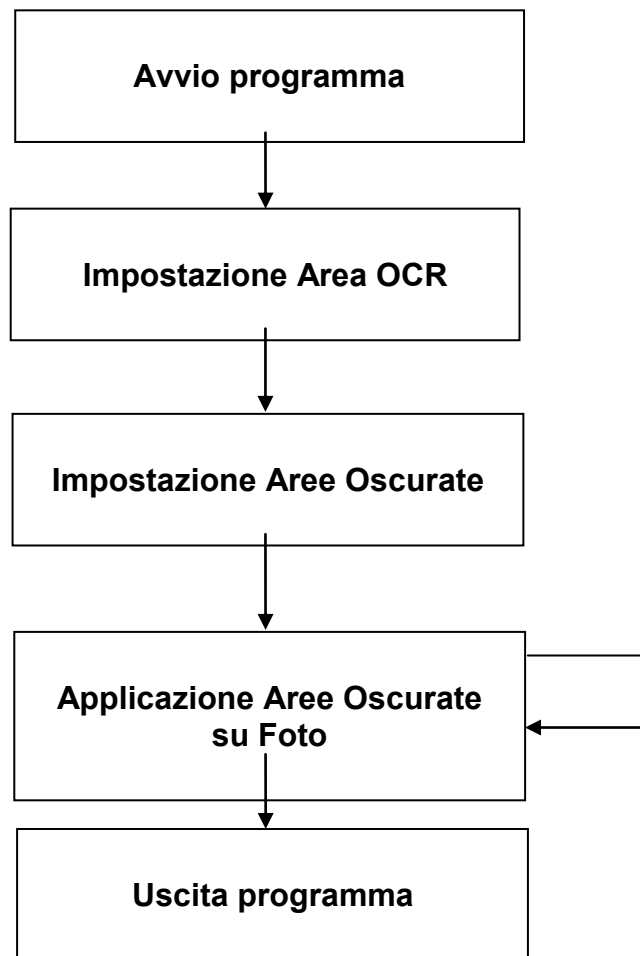 Avvio programma
Impostazione Area OCR
Impostazione Aree Oscurate
Applicazione Aree Oscurate
su Foto
Uscita programma